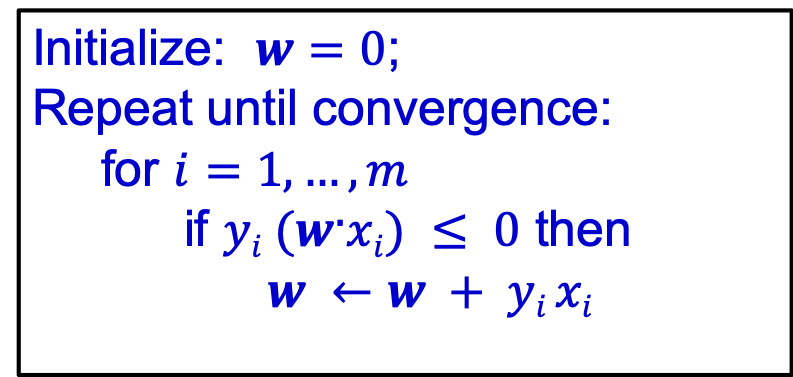 Initialize: w = 0;
Repeat until convergence:
for i = 1, … , m
if yᵢ (w·xᵢ) ≤ 0 then
w ← w + yᵢ xᵢ